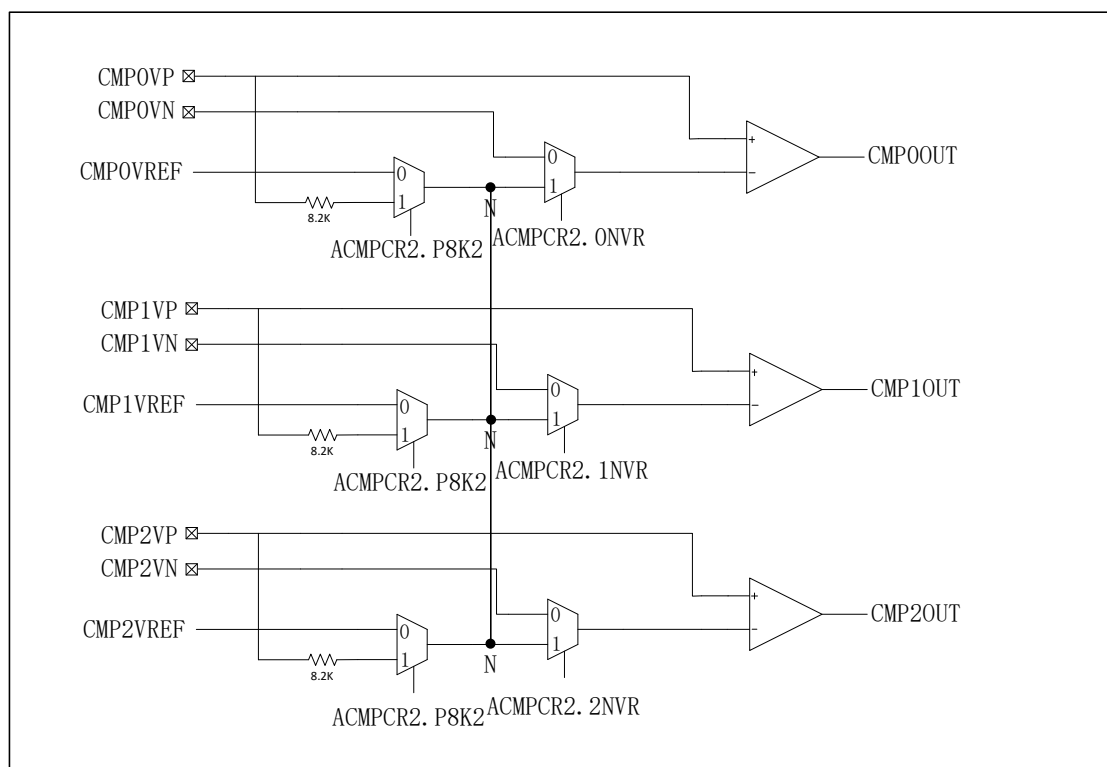 CMP0VP
CMP0VN
CMP0VREF
0
1
8.2K
N
0
1
+
−
CMP0OUT
ACMPCR2.P8K2
ACMPCR2.0NVR
CMP1VP
CMP1VN
CMP1VREF
0
1
8.2K
N
0
1
+
−
CMP1OUT
ACMPCR2.P8K2
ACMPCR2.1NVR
CMP2VP
CMP2VN
CMP2VREF
0
1
8.2K
N
0
1
+
−
CMP2OUT
ACMPCR2.P8K2
ACMPCR2.2NVR